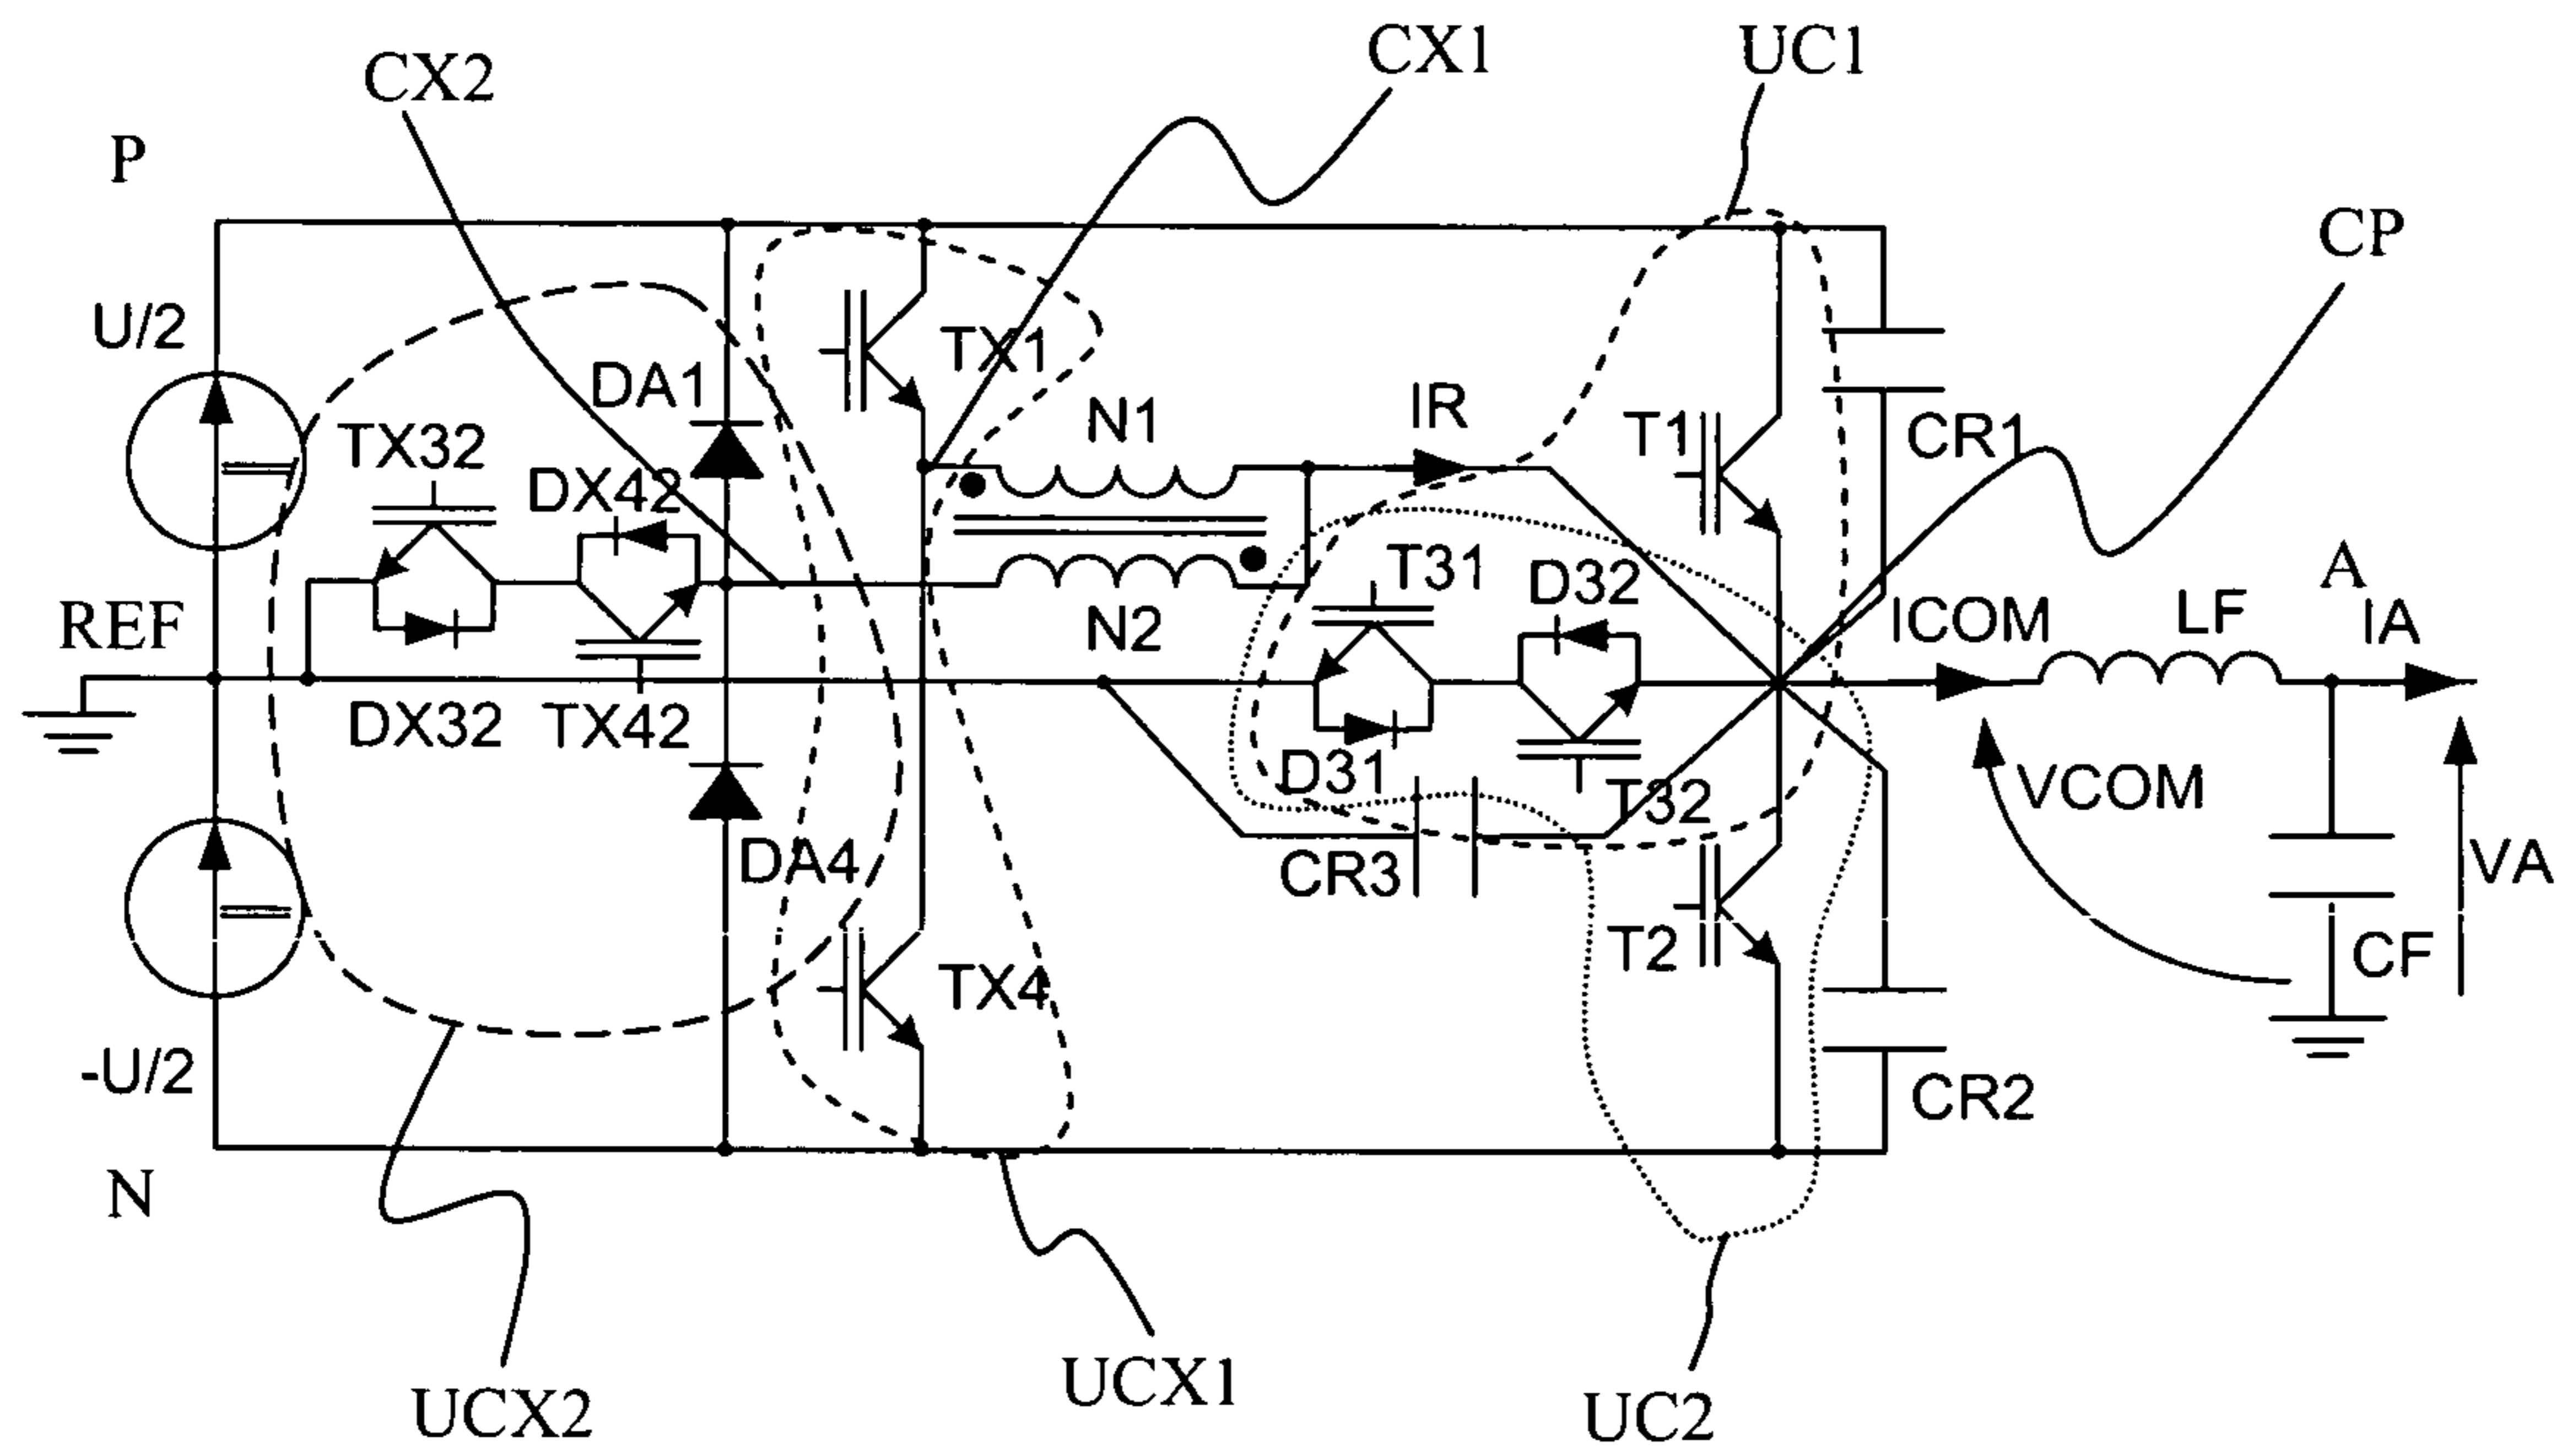 CX1
UC1
CX2
P
CP
U/2
TX1
DA1
N1
IR
T1
CR1
TX32
DX42
T31
D32
A
REF
N2
ICOM
LF
IA
DX32
TX42
D31
T32
VCOM
DA4
CR3
VA
T2
CF
TX4
-U/2
CR2
N
UCX1
UCX2
UC2